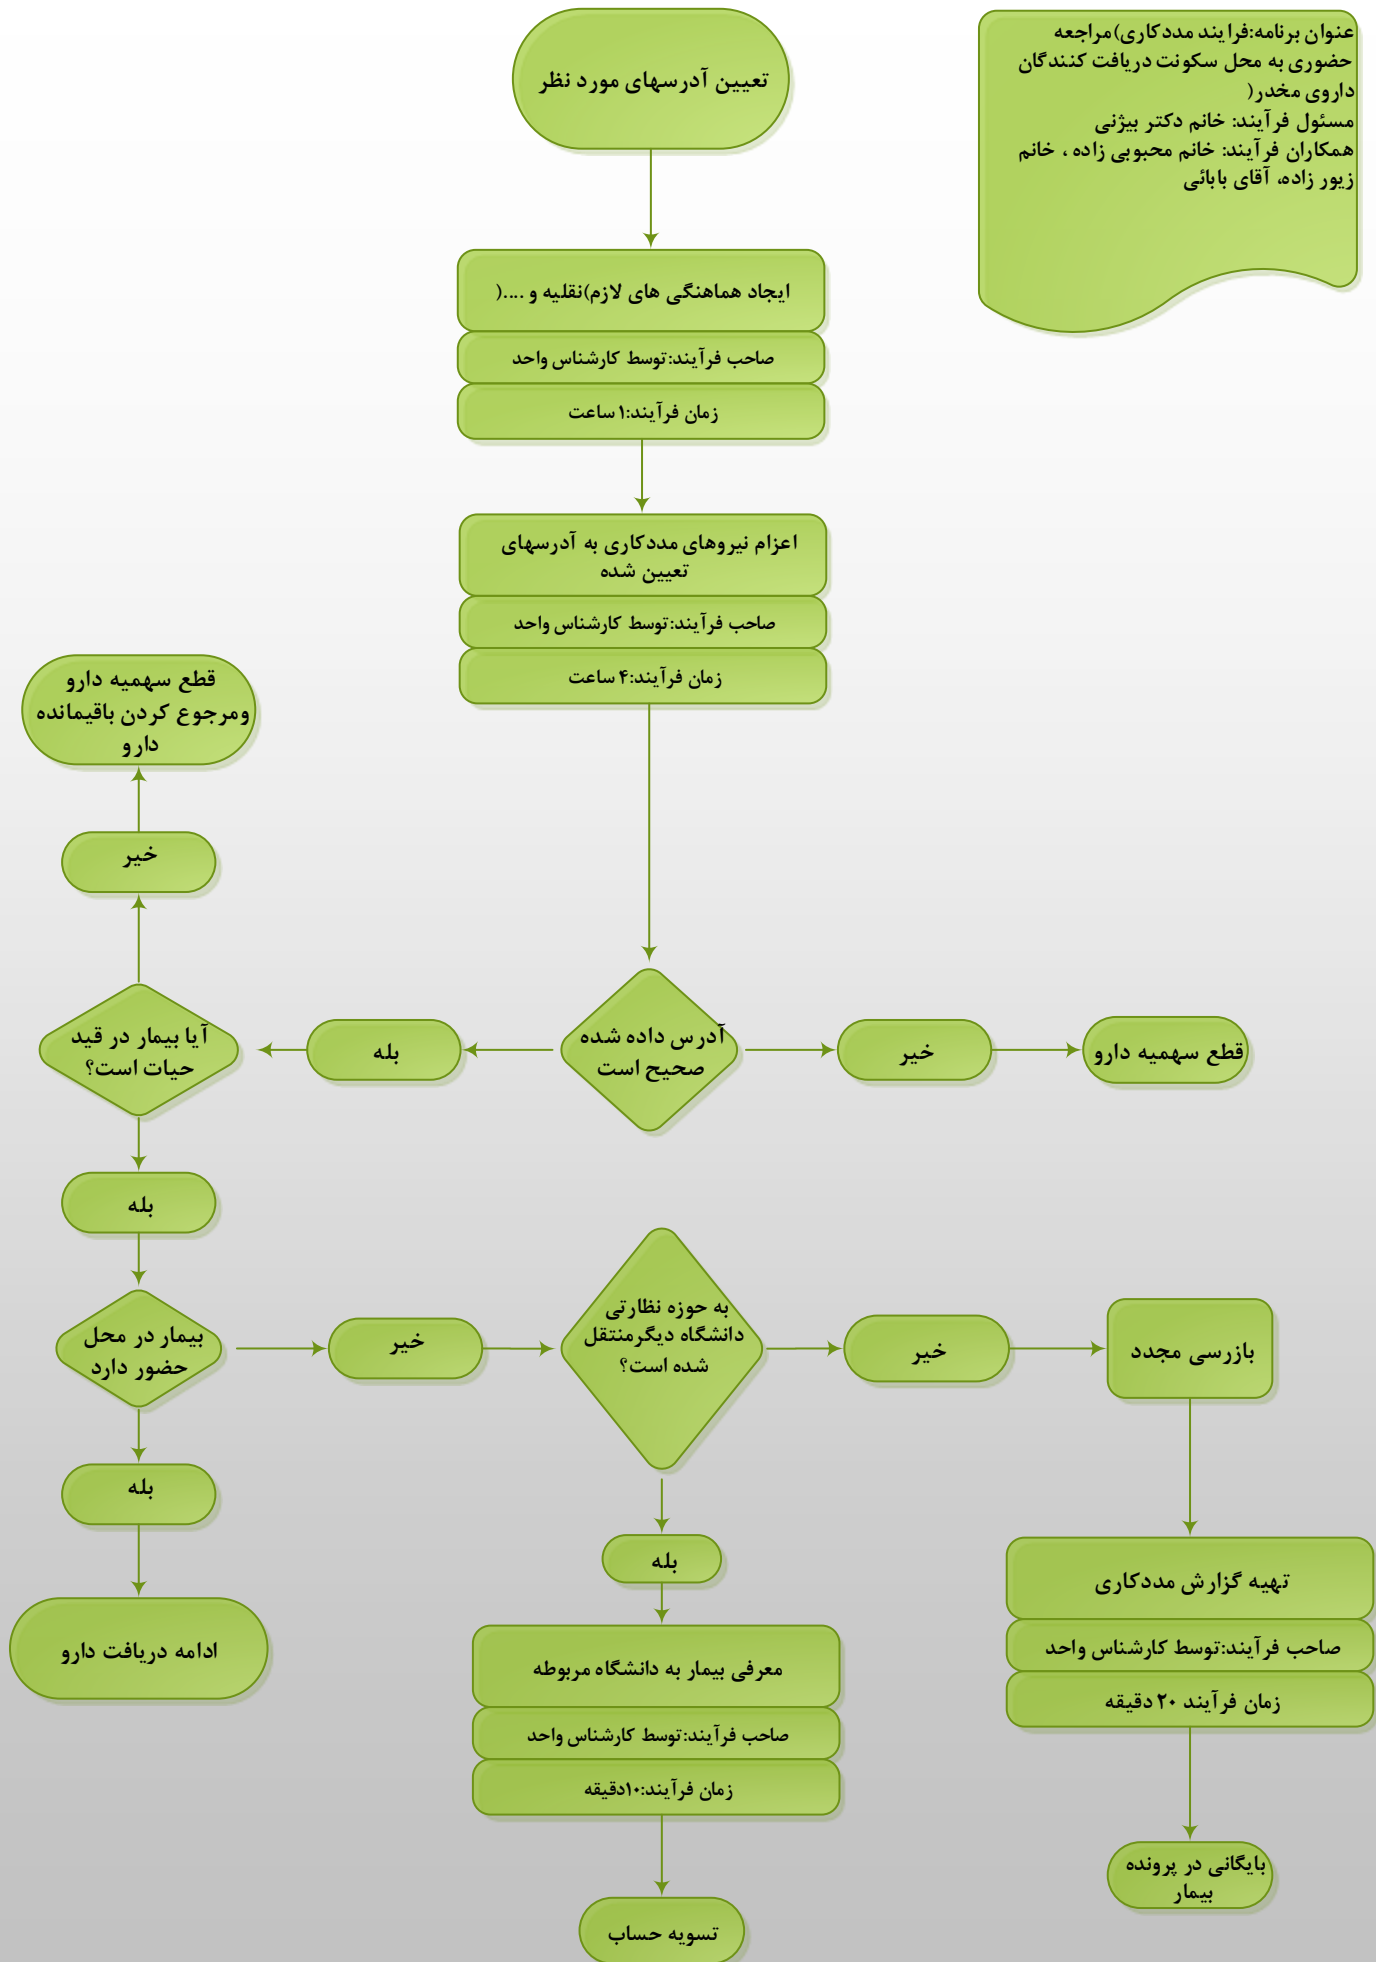 عنوان برنامه:فرایند مددکاری)مراجعه
حضوری به محل سکونت دریافت کنندگان
داروی مخدر(
مسئول فرآیند: خانم دکتر بیژنی
همکاران فرآیند: خانم محبوبی زاده ، خانم
زیور زاده، آقای بابائی
تعیین آدرسهای مورد نظر
ایجاد هماهنگی های لازم)نقلیه و ....(
صاحب فرآیند:توسط کارشناس واحد
زمان فرآیند:۱ ساعت
اعزام نیروهای مددکاری به آدرسهای
تعیین شده
صاحب فرآیند:توسط کارشناس واحد
زمان فرآیند:۴ ساعت
قطع سهمیه دارو
ومرجوع کردن باقیمانده
دارو
خیر
قطع سهمیه دارو
خیر
آدرس داده شده
صحیح است
بله
آیا بیمار در قید
حیات است؟
بله
بیمار در محل
حضور دارد
خیر
به حوزه نظارتی
دانشگاه دیگرمنتقل
شده است؟
خیر
بازرسی مجدد
بله
ادامه دریافت دارو
بله
معرفی بیمار به دانشگاه مربوطه
صاحب فرآیند:توسط کارشناس واحد
زمان فرآیند:۱۰دقیقه
تسویه حساب
تهیه گزارش مددکاری
صاحب فرآیند:توسط کارشناس واحد
زمان فرآیند ۲۰ دقیقه
بایگانی در پرونده
بیمار